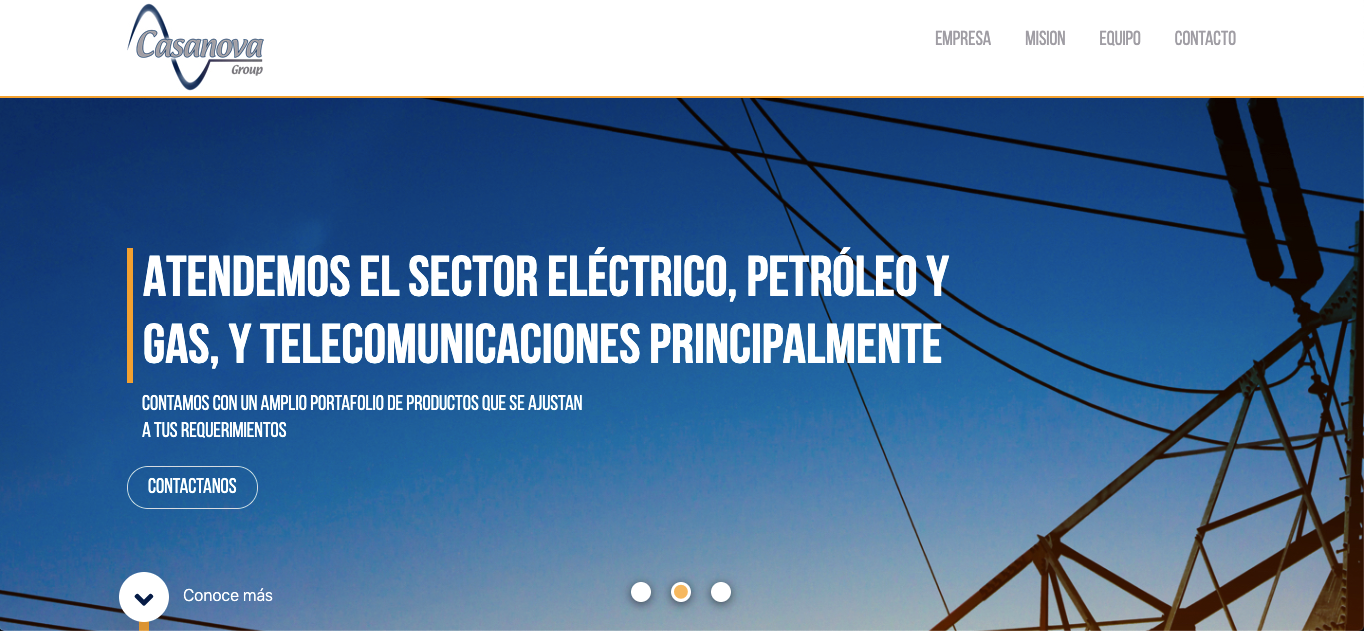 Casanova
Group
EMPRESA
MISION
EQUIPO
CONTACTO
ATENDEMOS EL SECTOR ELÉCTRICO, PETRÓLEO Y
GAS, Y TELECOMUNICACIONES PRINCIPALMENTE
CONTAMOS CON UN AMPLIO PORTAFOLIO DE PRODUCTOS QUE SE AJUSTAN
A TUS REQUERIMIENTOS
CONTACTANOS
Conoce más